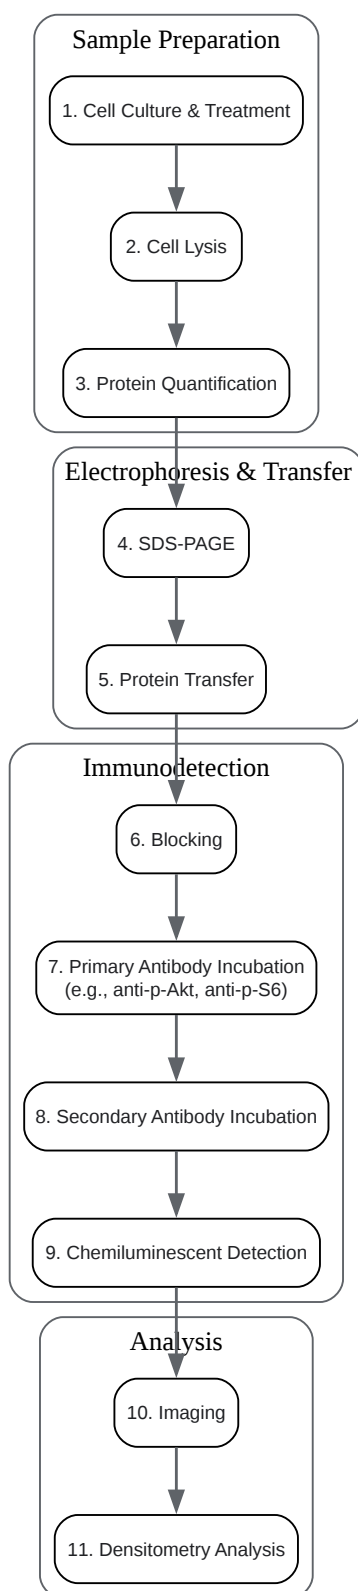 Sample Preparation
1. Cell Culture & Treatment
2. Cell Lysis
3. Protein Quantification
Electrophoresis & Transfer
4. SDS-PAGE
5. Protein Transfer
Immunodetection
6. Blocking
7. Primary Antibody Incubation
(e.g., anti-p-Akt, anti-p-S6)
8. Secondary Antibody Incubation
9. Chemiluminescent Detection
Analysis
10. Imaging
11. Densitometry Analysis